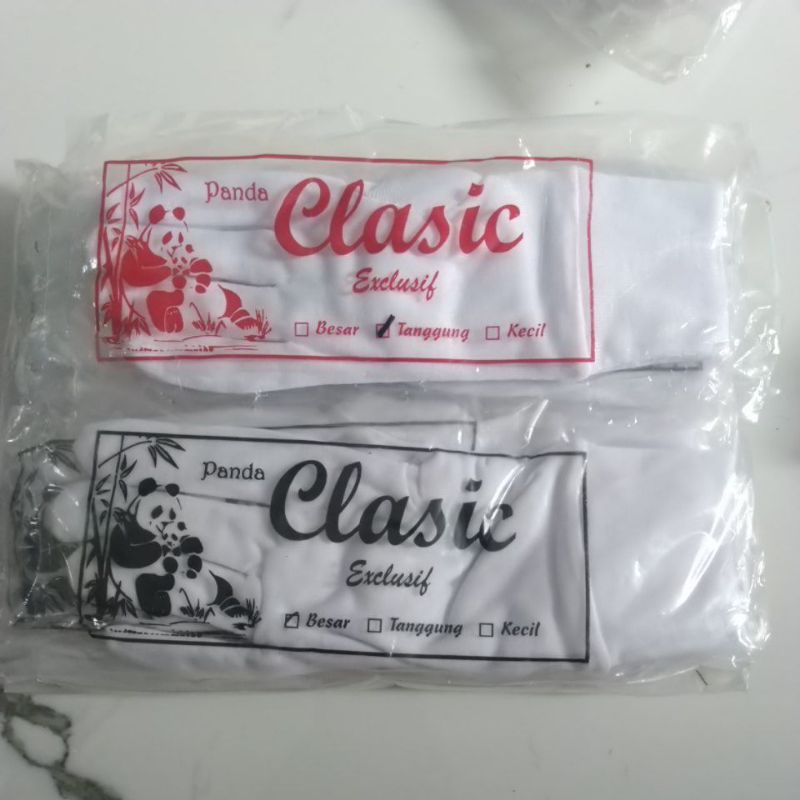 Panda Clasic
Exclusif
Besar Tanggung Kecil
Panda Clasic
Exclusif
Besar Tanggung Kecil